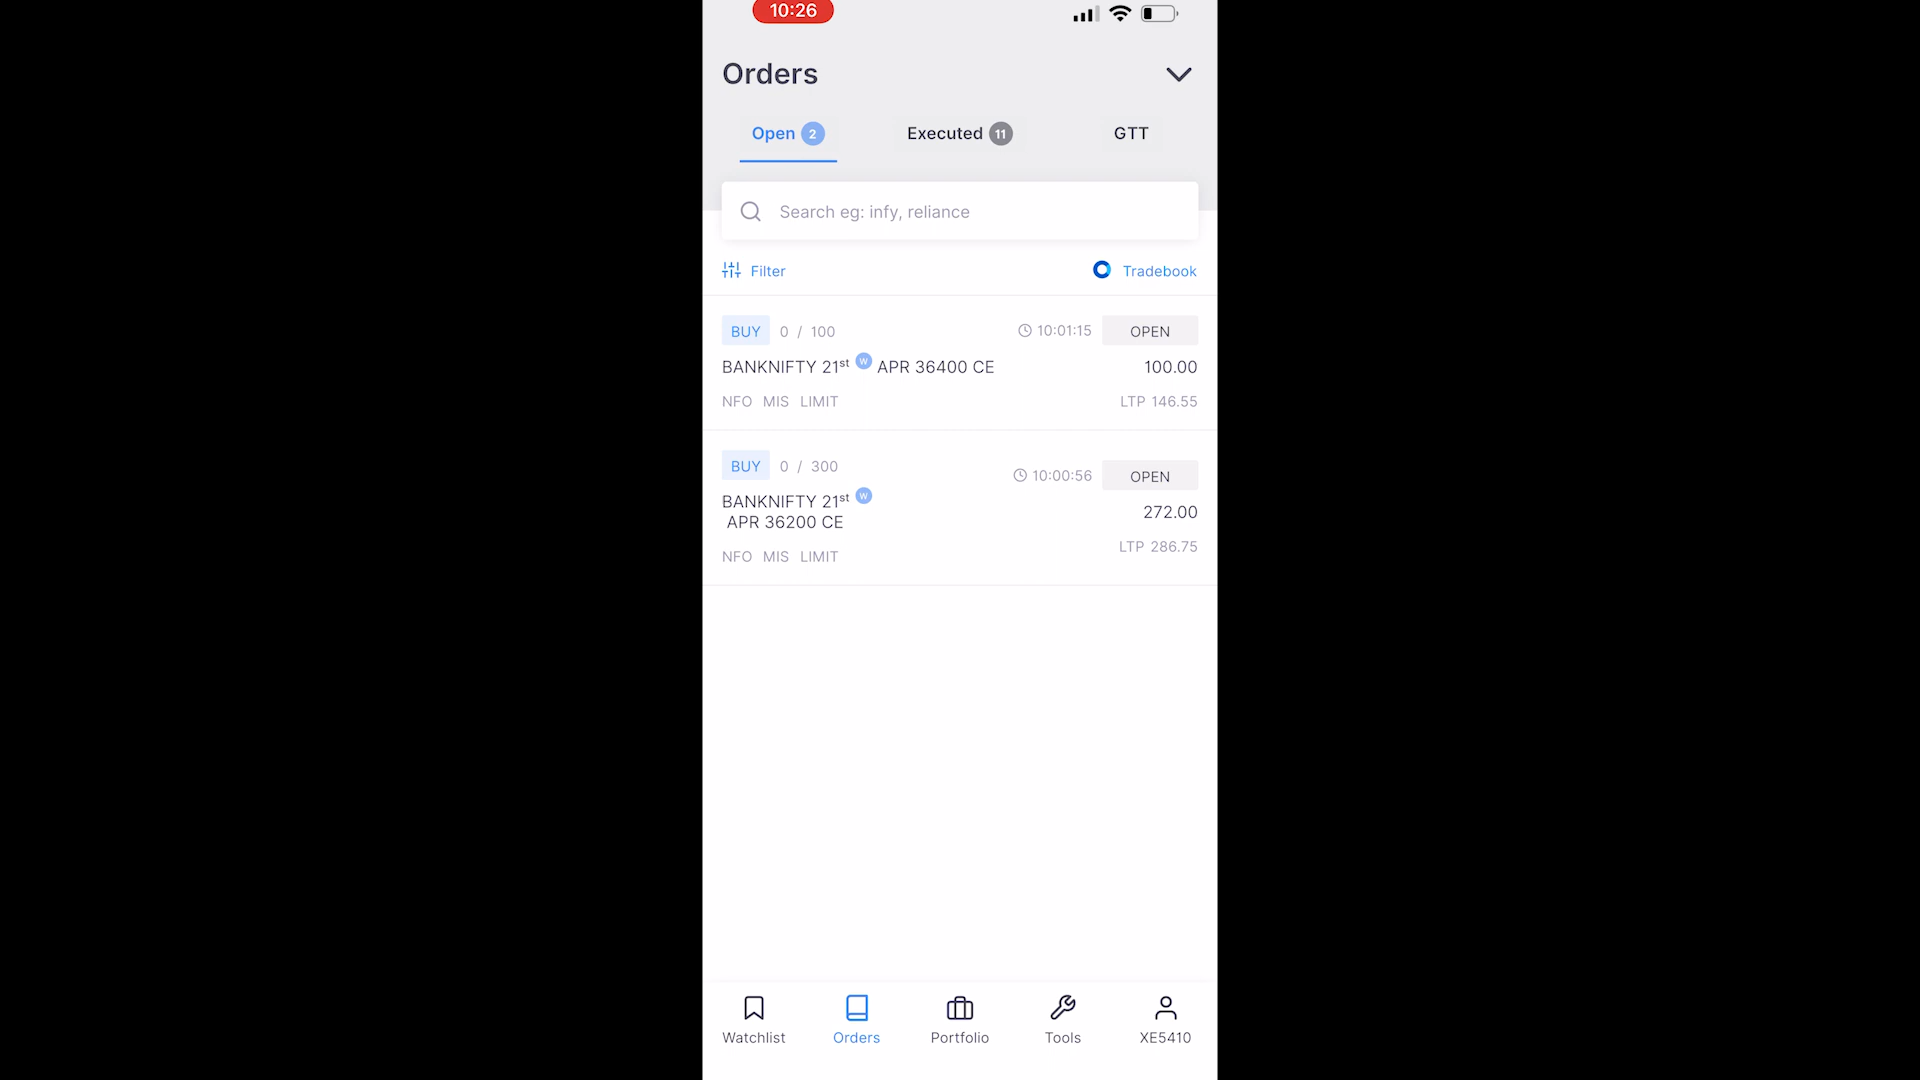 10:26
Orders
Open 2
Executed 11
GTT
Search eg: infy, reliance
Filter
Tradebook
BUY 0 / 100
10:01:15 OPEN
BANKNIFTY 21st W APR 36400 CE
100.00
NFO MIS LIMIT
LTP 146.55
BUY 0 / 300
10:00:56 OPEN
BANKNIFTY 21st W
APR 36200 CE
272.00
NFO MIS LIMIT
LTP 286.75
Watchlist
Orders
Portfolio
Tools
XE5410